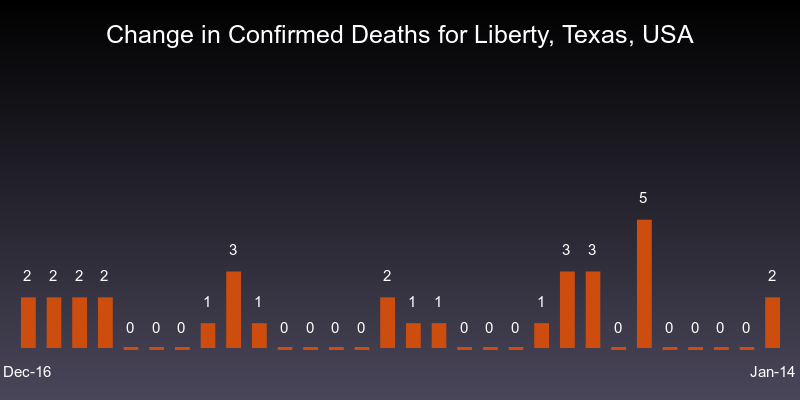 Change in Confirmed Deaths for Liberty, Texas, USA
5
3 3 3
2 2 2 2 2 2
1 1 1 1 1
0 0 0 0 0 0 0 0 0 0 0 0 0 0 0
Dec-16 Jan-14